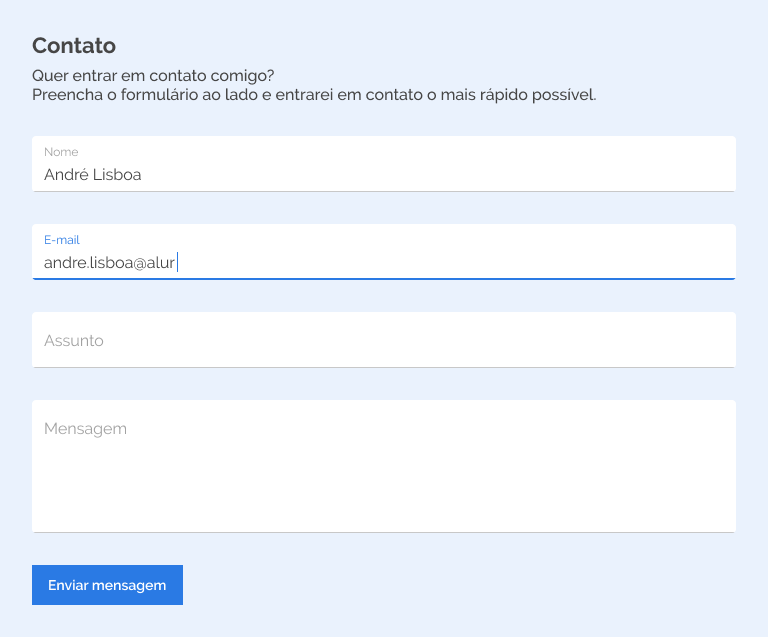 Contato
Quer entrar em contato comigo?
Preencha o formulário ao lado e entrarei em contato o mais rápido possível.
Nome
André Lisboa
E-mail
andre.lisboa@alur
Assunto
Mensagem
Enviar mensagem